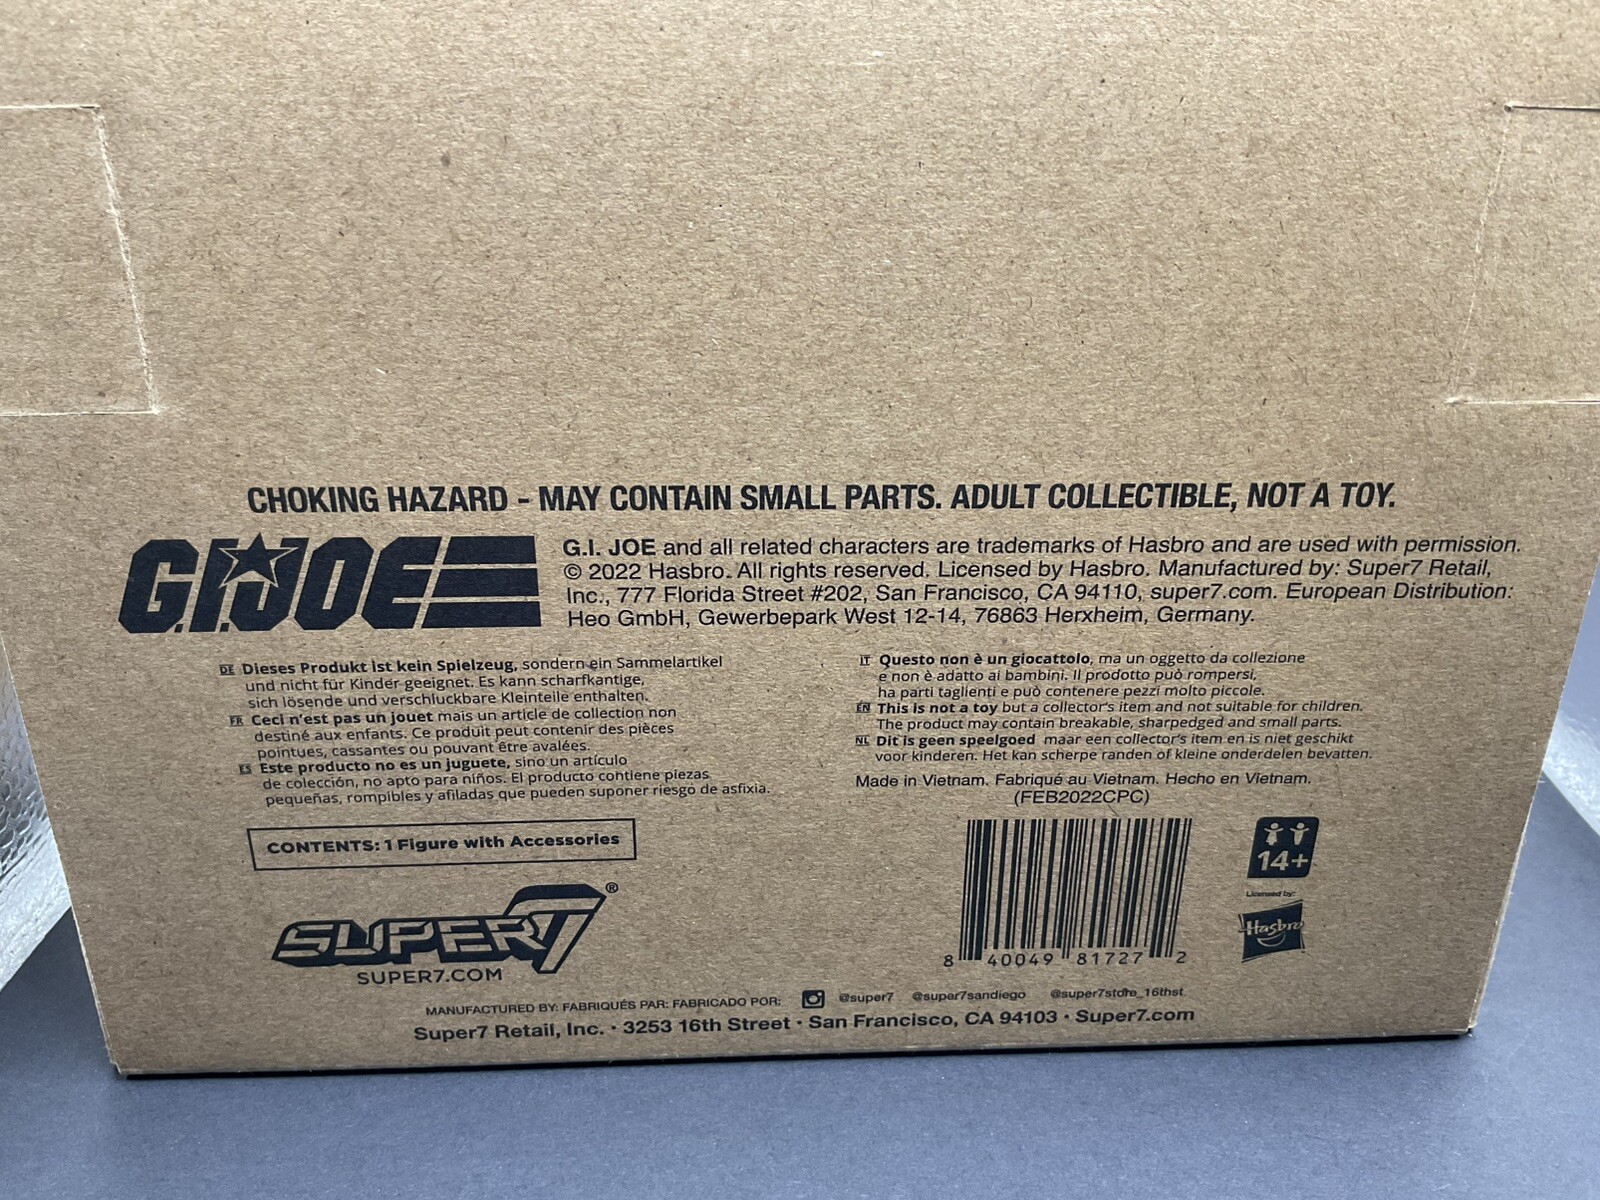 CHOKING HAZARD - MAY CONTAIN SMALL PARTS. ADULT COLLECTIBLE, NOT A TOY.
G.I.JOE
G.I. JOE and all related characters are trademarks of Hasbro and are used with permission.
© 2022 Hasbro. All rights reserved. Licensed by Hasbro. Manufactured by: Super7 Retail,
Inc., 777 Florida Street #202, San Francisco, CA 94110, super7.com. European Distribution:
Heo GmbH, Gewerbepark West 12-14, 76863 Herxheim, Germany.
DE Dieses Produkt ist kein Spielzeug, sondern ein Sammelartikel
und nicht für Kinder geeignet. Es kann scharfkantige,
sich lösende und verschluckbare Kleinteile enthalten.
FR Ceci n'est pas un jouet mais un article de collection non
destiné aux enfants. Ce produit peut contenir des pièces
pointues, cassantes ou pouvant être avalées.
ES Este producto no es un juguete, sino un artículo
de colección, no apto para niños. El producto contiene piezas
pequeñas, rompibles y afiladas que pueden suponer riesgo de asfixia.
IT Questo non è un giocattolo, ma un oggetto da collezione
e non è adatto ai bambini. Il prodotto può rompersi,
ha parti taglienti e può contenere pezzi molto piccole.
EN This is not a toy but a collector's item and not suitable for children.
The product may contain breakable, sharpedged and small parts.
NL Dit is geen speelgoed maar een collector's item en is niet geschikt
voor kinderen. Het kan scherpe randen of kleine onderdelen bevatten.
Made in Vietnam. Fabriqué au Vietnam. Hecho en Vietnam.
(FEB2022CPC)
CONTENTS: 1 Figure with Accessories
SUPER7®
SUPER7.COM
8 40049 81727 2
14+
Licensed by:
Hasbro
MANUFACTURED BY: FABRIQUÉS PAR: FABRICADO POR: @super7 @super7sandiego @super7store_16thst
Super7 Retail, Inc. · 3253 16th Street · San Francisco, CA 94103 · Super7.com